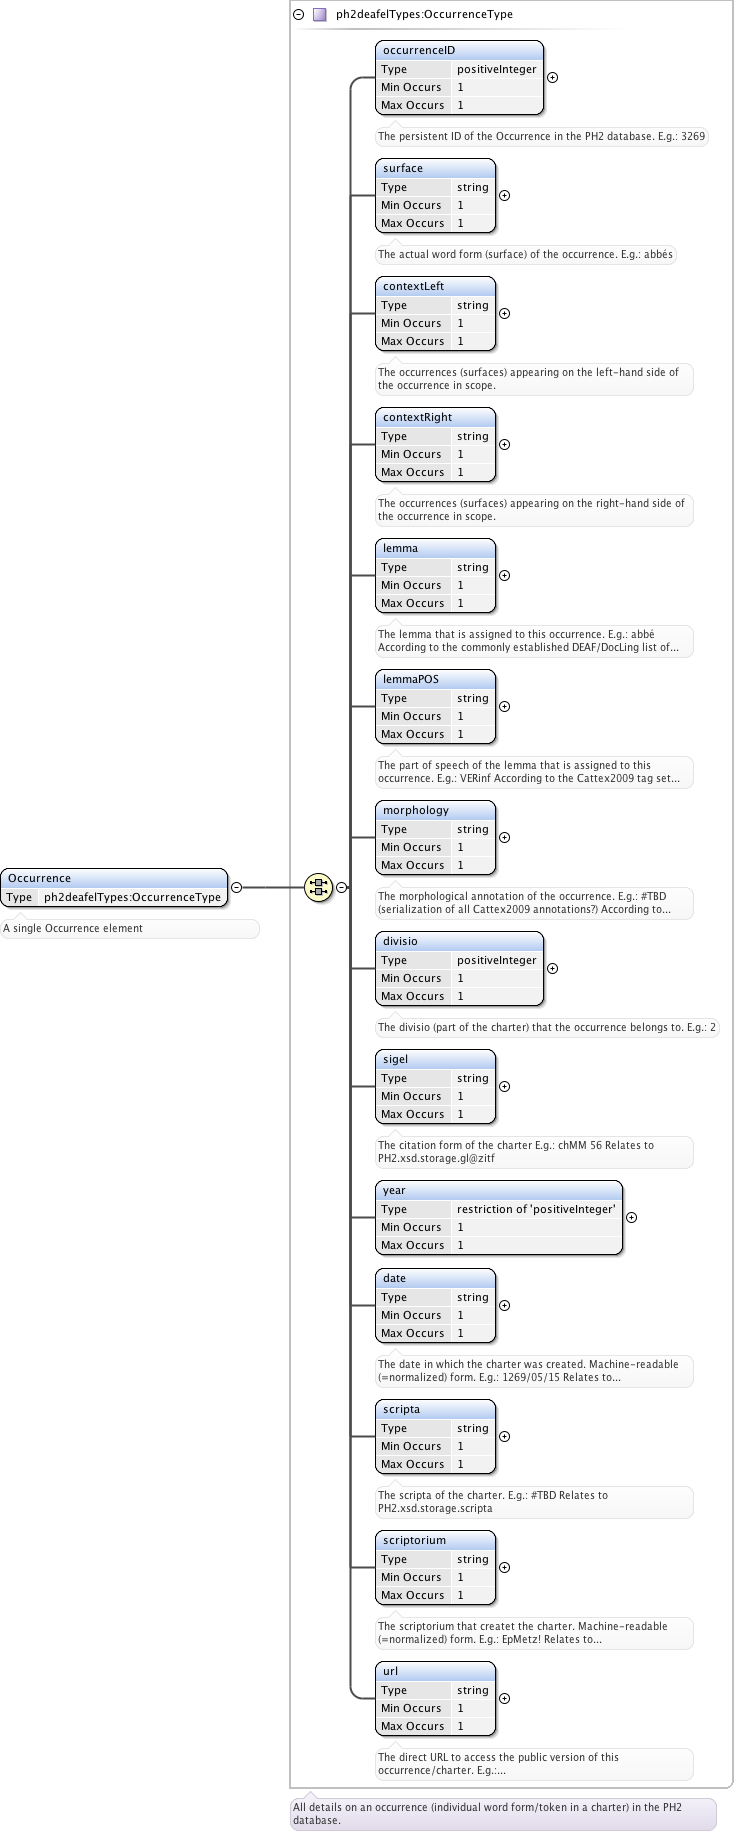 ph2deafelTypes:OccurrenceType
occurrenceID
Type positiveInteger
Min Occurs 1
Max Occurs 1
The persistent ID of the Occurrence in the PH2 database. E.g.: 3269
surface
Type string
Min Occurs 1
Max Occurs 1
The actual word form (surface) of the occurrence. E.g.: abbés
contextLeft
Type string
Min Occurs 1
Max Occurs 1
The occurrences (surfaces) appearing on the left-hand side of
the occurrence in scope.
contextRight
Type string
Min Occurs 1
Max Occurs 1
The occurrences (surfaces) appearing on the right-hand side of
the occurrence in scope.
lemma
Type string
Min Occurs 1
Max Occurs 1
The lemma that is assigned to this occurrence. E.g.: abbé
According to the commonly established DEAF/DocLing list of...
lemmaPOS
Type string
Min Occurs 1
Max Occurs 1
The part of speech of the lemma that is assigned to this
occurrence. E.g.: VERinf According to the Cattex2009 tag set...
morphology
Type string
Min Occurs 1
Max Occurs 1
The morphological annotation of the occurrence. E.g.: #TBD
(serialization of all Cattex2009 annotations?) According to...
Occurrence
Type ph2deafelTypes:OccurrenceType
A single Occurrence element
divisio
Type positiveInteger
Min Occurs 1
Max Occurs 1
The divisio (part of the charter) that the occurrence belongs to. E.g.: 2
sigel
Type string
Min Occurs 1
Max Occurs 1
The citation form of the charter E.g.: chMM 56 Relates to
PH2.xsd.storage.gl@zitf
year
Type restriction of 'positiveInteger'
Min Occurs 1
Max Occurs 1
date
Type string
Min Occurs 1
Max Occurs 1
The date in which the charter was created. Machine-readable
(=normalized) form. E.g.: 1269/05/15 Relates to...
scripta
Type string
Min Occurs 1
Max Occurs 1
The scripta of the charter. E.g.: #TBD Relates to
PH2.xsd.storage.scripta
scriptorium
Type string
Min Occurs 1
Max Occurs 1
The scriptorium that createt the charter. Machine-readable
(=normalized) form. E.g.: EpMetz! Relates to...
url
Type string
Min Occurs 1
Max Occurs 1
The direct URL to access the public version of this
occurrence/charter. E.g.:...
All details on an occurrence (individual word form/token in a charter) in the PH2
database.